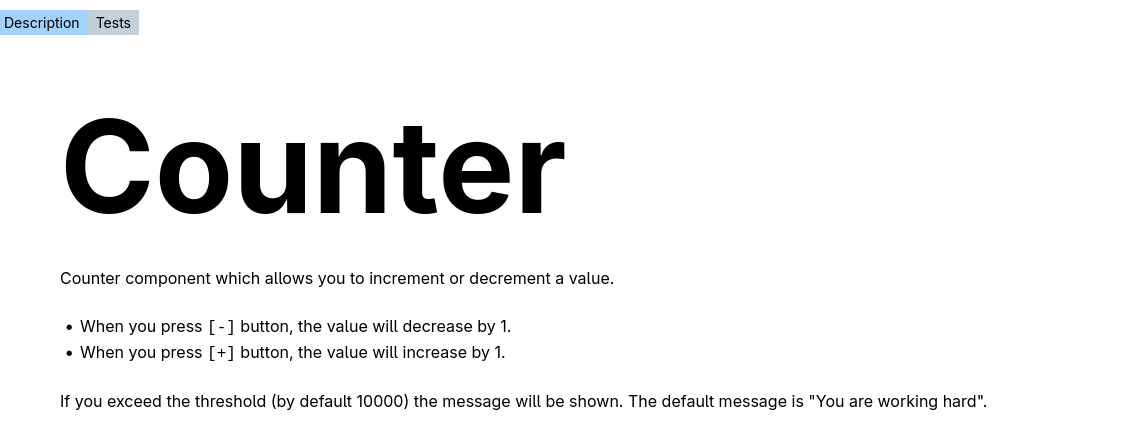 Description Tests
Counter
Counter component which allows you to increment or decrement a value.
• When you press [-] button, the value will decrease by 1.
• When you press [+] button, the value will increase by 1.
If you exceed the threshold (by default 10000) the message will be shown. The default message is "You are working hard".